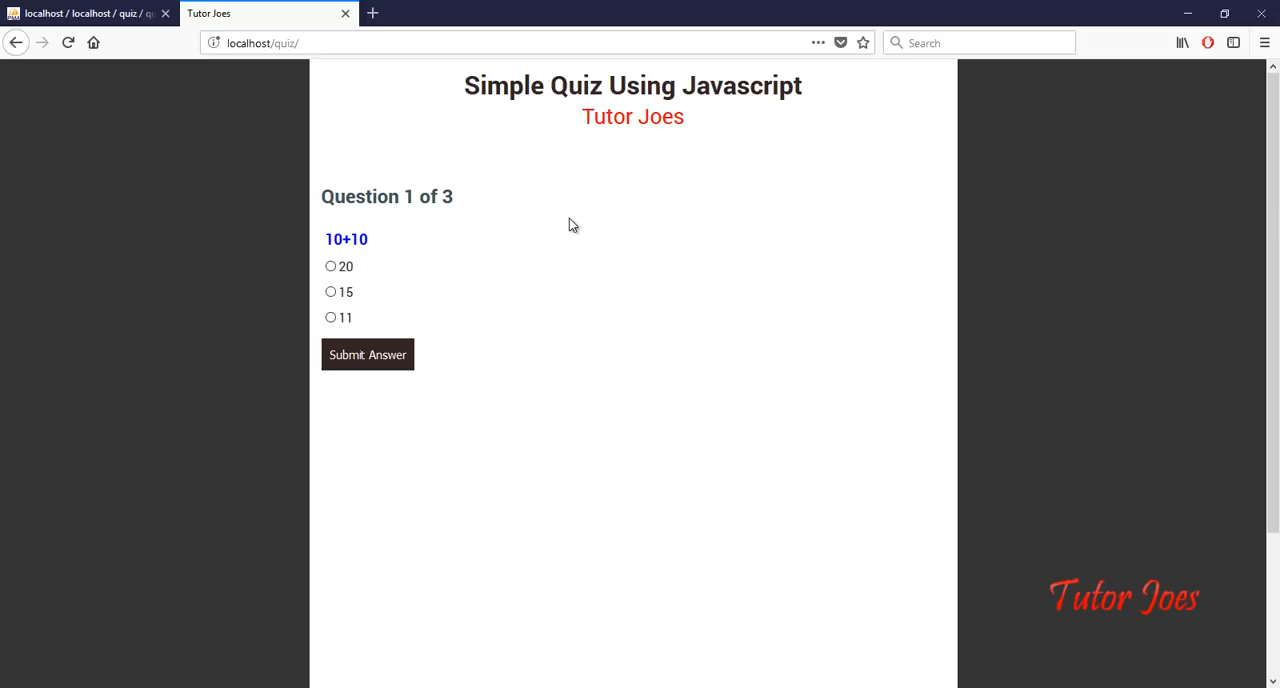 localhost / localhost / quiz / qu
Tutor Joes
localhost/quiz/
Search
Simple Quiz Using Javascript
Tutor Joes
Question 1 of 3
10+10
20
15
11
Submit Answer
Tutor Joes